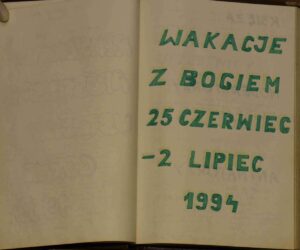 WAKACJE
Z BOGIEM
25 CZERWIEC
-2 LIPIEC
1994